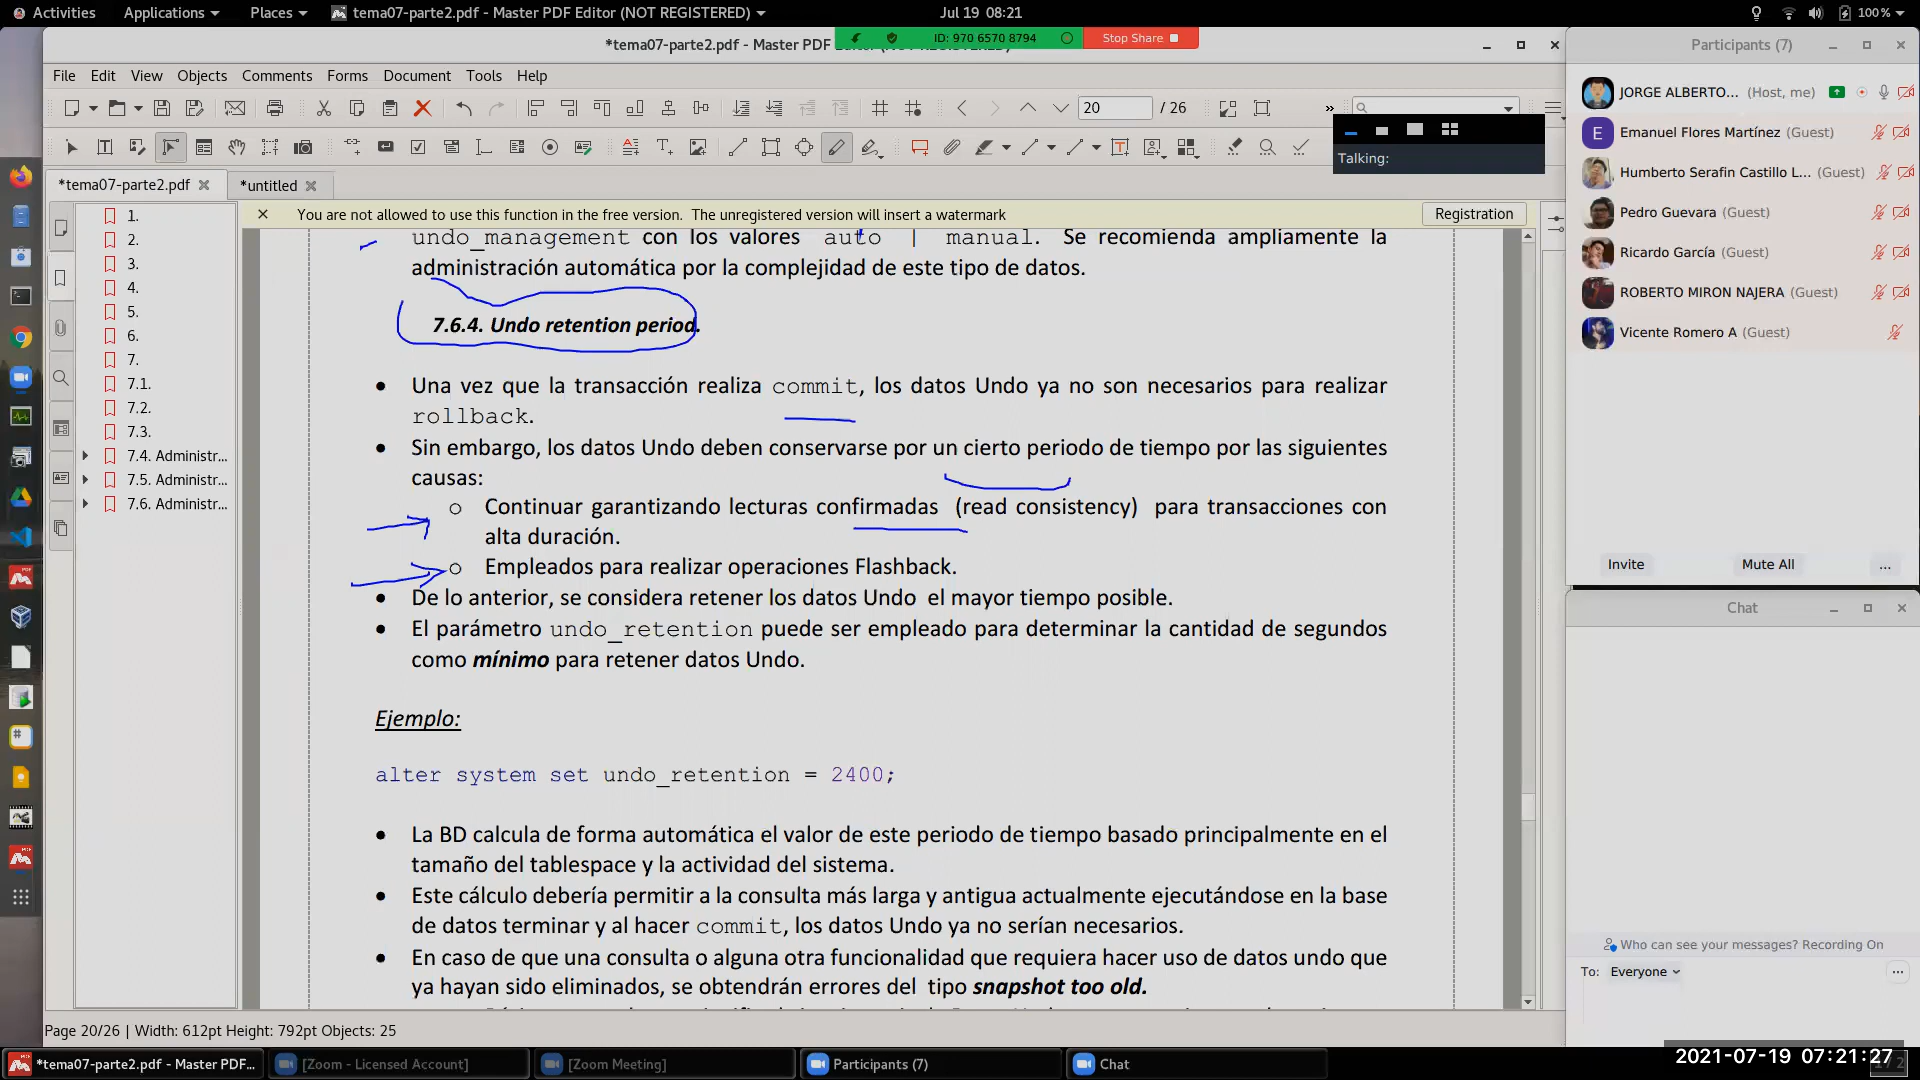 Activities Applications Places tema07-parte2.pdf - Master PDF Editor (NOT REGISTERED) Jul 19 08:21 100%
*tema07-parte2.pdf - Master PDF
ID: 970 6570 8794 Stop Share
File Edit View Objects Comments Forms Document Tools Help
20 / 26
Talking:
*tema07-parte2.pdf *untitled
You are not allowed to use this function in the free version. The unregistered version will insert a watermark Registration
1.
2.
3.
4.
5.
6.
7.
7.1.
7.2.
7.3.
7.4. Administr...
7.5. Administr...
7.6. Administr...
undo_management con los valores auto | manual. Se recomienda ampliamente la
administración automática por la complejidad de este tipo de datos.
7.6.4. Undo retention period.
• Una vez que la transacción realiza commit, los datos Undo ya no son necesarios para realizar
rollback.
• Sin embargo, los datos Undo deben conservarse por un cierto periodo de tiempo por las siguientes
causas:
o Continuar garantizando lecturas confirmadas (read consistency) para transacciones con
alta duración.
o Empleados para realizar operaciones Flashback.
• De lo anterior, se considera retener los datos Undo el mayor tiempo posible.
• El parámetro undo_retention puede ser empleado para determinar la cantidad de segundos
como mínimo para retener datos Undo.
Ejemplo:
alter system set undo_retention = 2400;
• La BD calcula de forma automática el valor de este periodo de tiempo basado principalmente en el
tamaño del tablespace y la actividad del sistema.
• Este cálculo debería permitir a la consulta más larga y antigua actualmente ejecutándose en la base
de datos terminar y al hacer commit, los datos Undo ya no serían necesarios.
• En caso de que una consulta o alguna otra funcionalidad que requiera hacer uso de datos undo que
ya hayan sido eliminados, se obtendrán errores del tipo snapshot too old.
Page 20/26 | Width: 612pt Height: 792pt Objects: 25
Participants (7)
JORGE ALBERTO... (Host, me)
E Emanuel Flores Martínez (Guest)
Humberto Serafin Castillo L... (Guest)
Pedro Guevara (Guest)
Ricardo García (Guest)
ROBERTO MIRON NAJERA (Guest)
Vicente Romero A (Guest)
Invite Mute All ...
Chat
Who can see your messages? Recording On
To: Everyone
*tema07-parte2.pdf - Master PDF... [Zoom - Licensed Account] [Zoom Meeting] Participants (7) Chat
2021-07-19 07:21:27